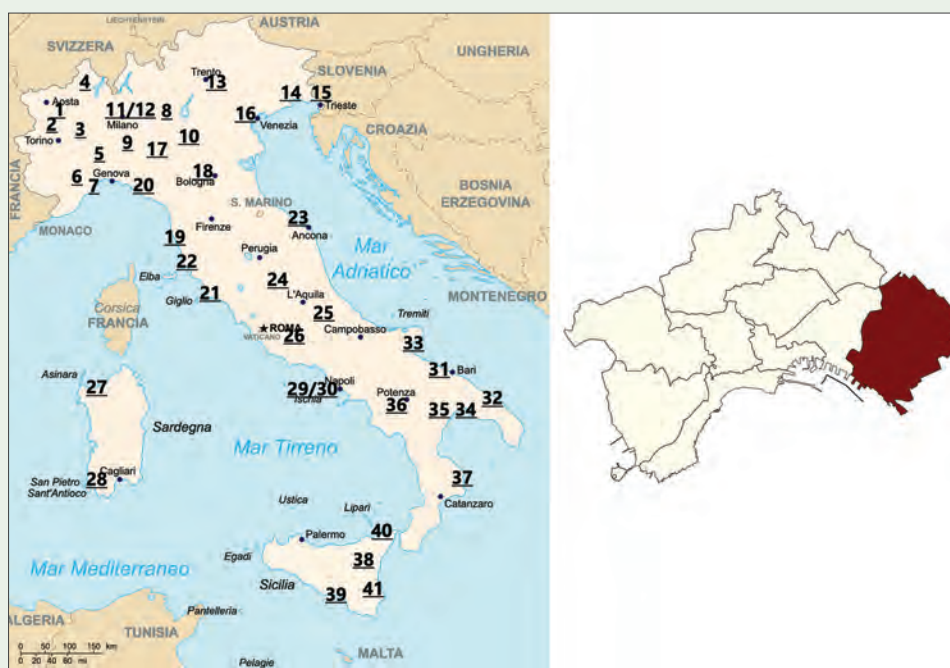 LIECHTENSTEIN
AUSTRIA
SVIZZERA
UNGHERIA
Trento
13
SLOVENIA
4
14
15
Trieste
Aosta
1
11/12
8
16
Venezia
CROAZIA
2
Milano
3
9
10
Torino
17
5
18
Bologna
BOSNIA
ERZEGOVINA
6
Genova
7
20
FRANCIA
S. MARINO
23
Ancona
MONACO
Firenze
19
Perugia
Mar
Adriatico
22
24
Elba
MONTENEGRO
Giglio
21
L'Aquila
25
Tremiti
Corsica
FRANCIA
ROMA
VATICANO
26
Campobasso
33
31
Bari
Asinara
27
29/30
Napoli
Ischia
Potenza
36
35
34
32
Sardegna
Mar Tirreno
Cagliari
28
San Pietro
Sant'Antioco
37
Catanzaro
Ustica
Lipari
40
Palermo
Egadi
38
Mar Mediterraneo
Sicilia
39
41
Pantelleria
ALGERIA
TUNISIA
0 50 100 150 km
0 20 40 60 mi
MALTA
Pelagie